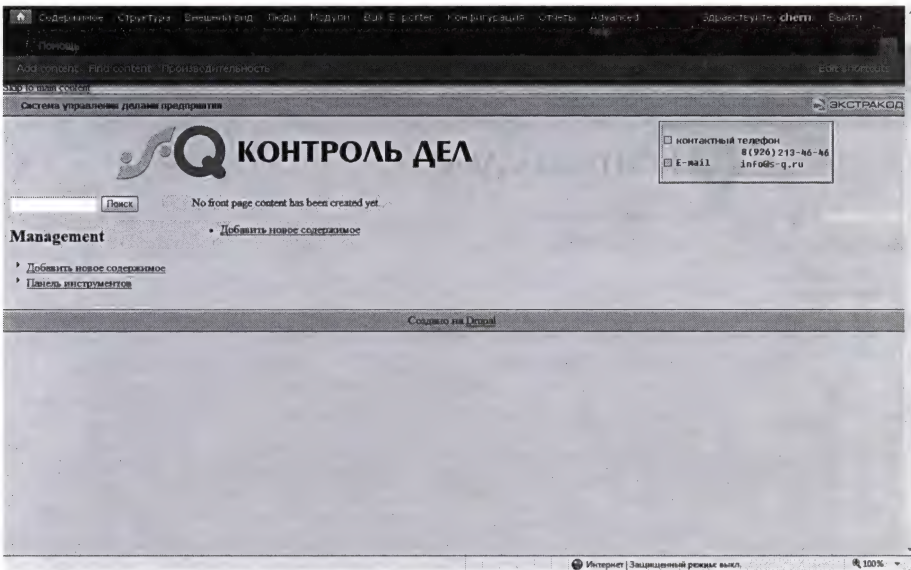 Содержимое Структура Внешний вид Люди Модули Bulk Exporter Конфигурация Отчеты Advanced Здравствуйте, chern Выйти
Помощь
Add content Find content Производительность Edit shortcuts
Skip to main content
Система управления делами предприятия ЭКСТРАКОД
SQ КОНТРОЛЬ ДЕЛ
контактный телефон
8(926)213-46-46
E-mail info@s-q.ru
Поиск No front page content has been created yet.
Добавить новое содержимое
Management
Добавить новое содержимое
Панель инструментов
Создано на Drupal
Интернет | Защищенный режим: выкл. 100%